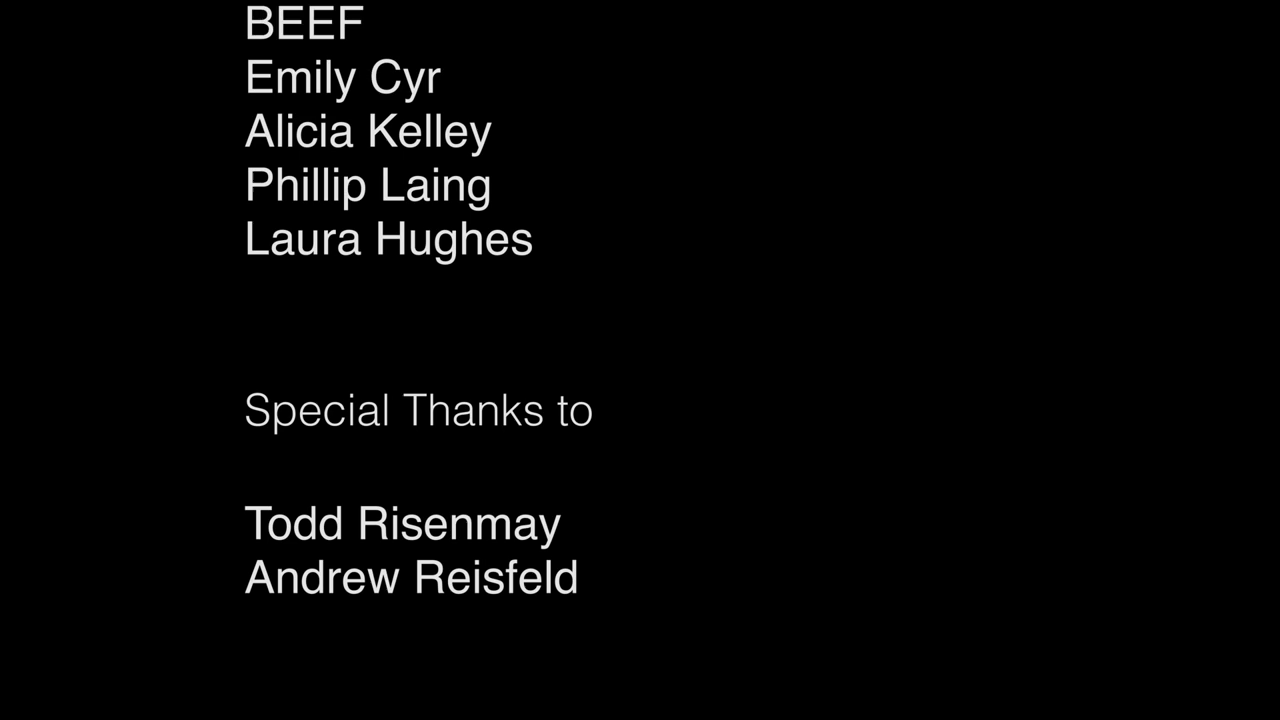 BEEF
Emily Cyr
Alicia Kelley
Phillip Laing
Laura Hughes
Special Thanks to
Todd Risenmay
Andrew Reisfeld